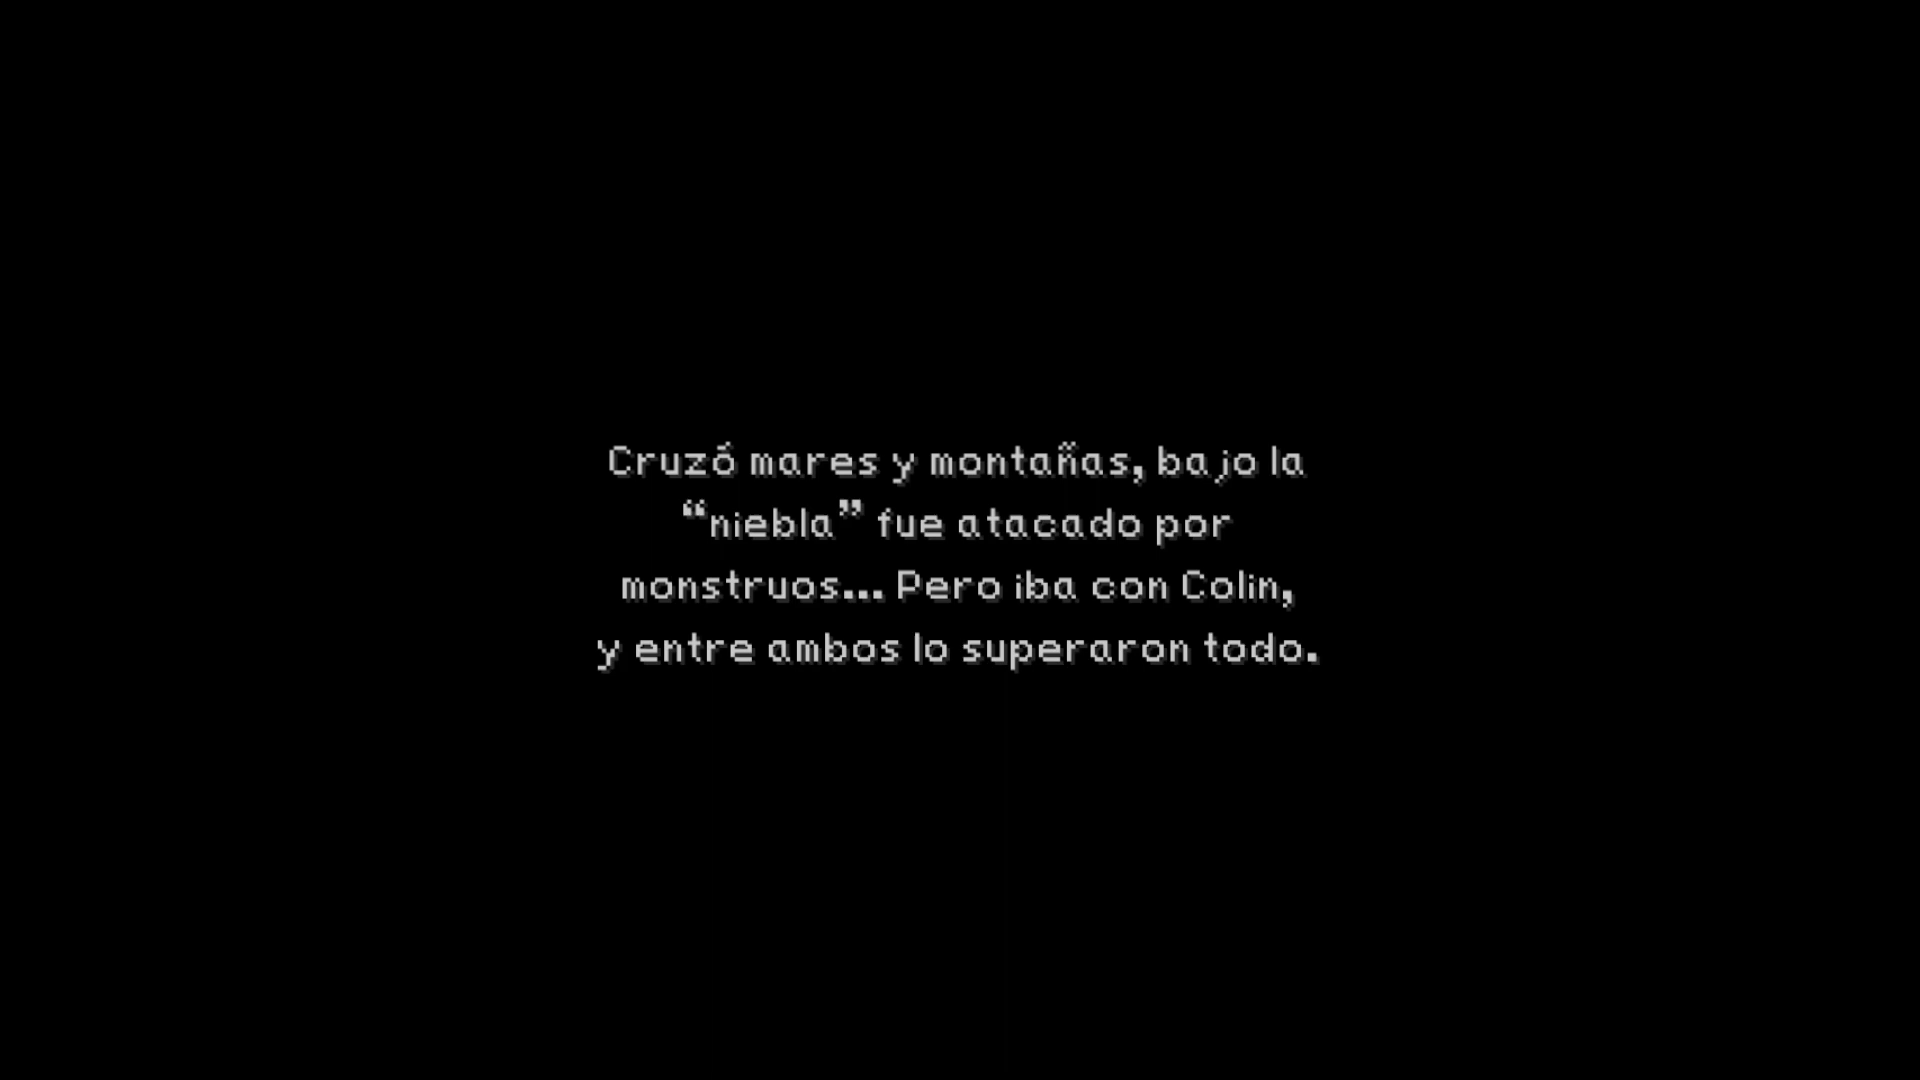 Cruzó mares y montañas, bajo la
“niebla” fue atacado por
monstruos... Pero iba con Colin,
y entre ambos lo superaron todo.